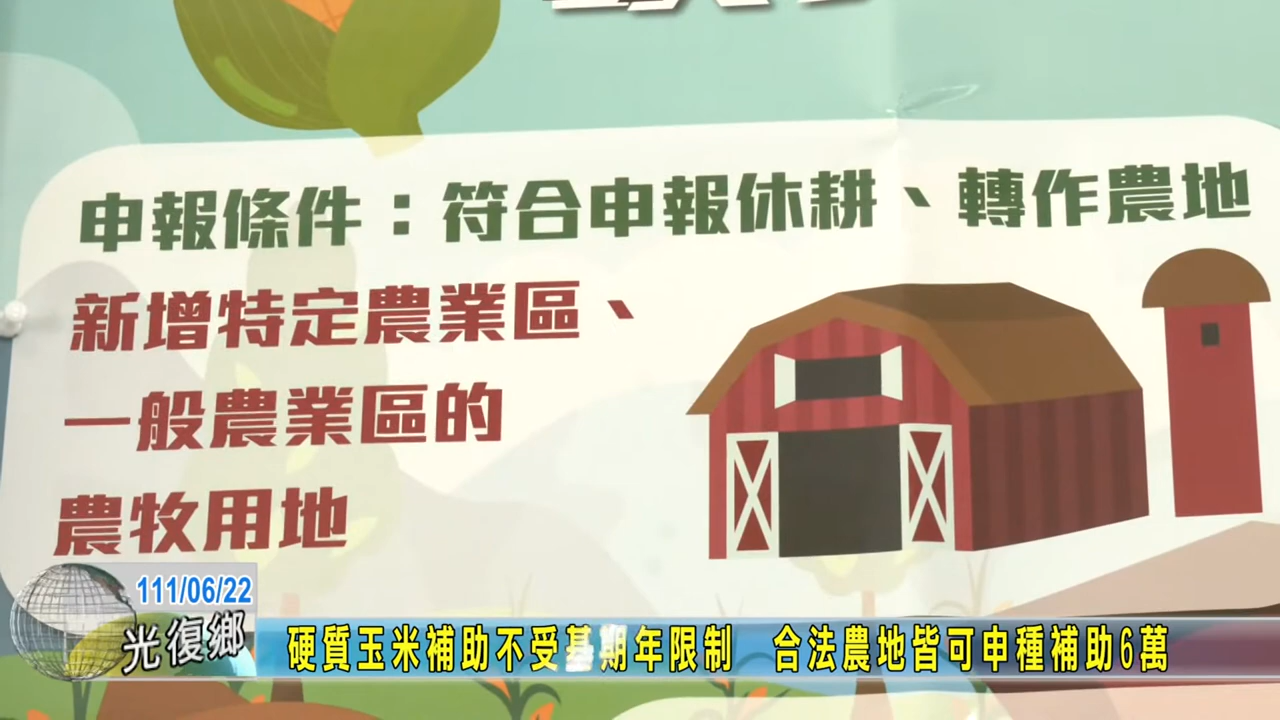 申報條件：符合申報休耕、轉作農地
新增特定農業區、
一般農業區的
農牧用地
111/06/22
光復鄉
硬質玉米補助不受基期年限制 合法農地皆可申種補助6萬